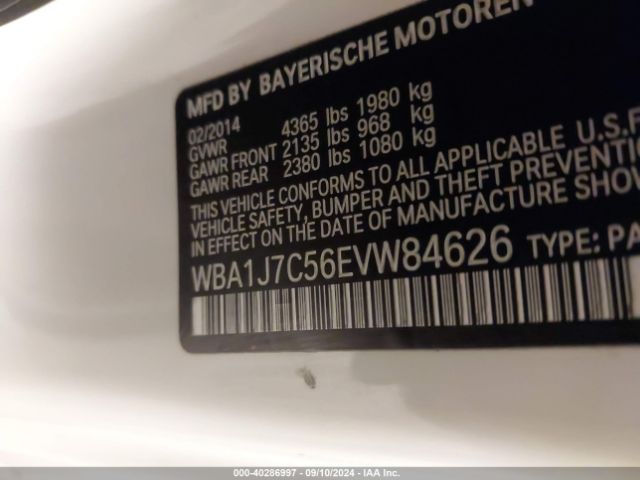 MFD BY BAYERISCHE MOTOREN
02/2014
GVWR 4365 lbs 1980 kg
GAWR FRONT 2135 lbs 968 kg
GAWR REAR 2380 lbs 1080 kg
THIS VEHICLE CONFORMS TO ALL APPLICABLE U.S.F
VEHICLE SAFETY, BUMPER AND THEFT PREVENTIO
IN EFFECT ON THE DATE OF MANUFACTURE SHOW
WBA1J7C56EVW84626 TYPE: PA
000-40286997 - 09/10/2024 - IAA Inc.